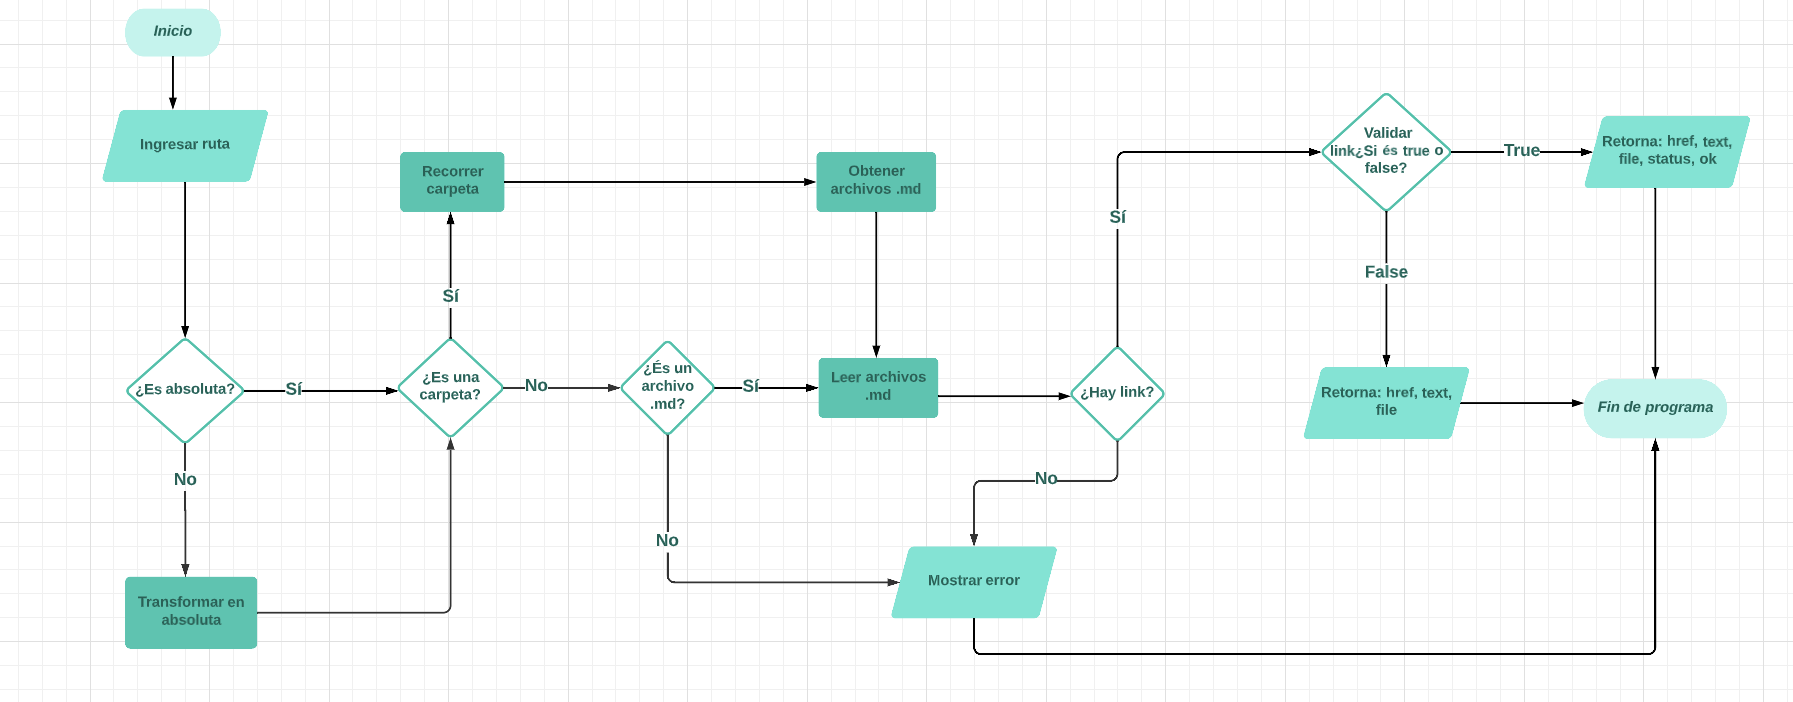 Inicio
Ingresar ruta
¿Es absoluta?
Sí
No
Transformar en
absoluta
¿Es una
carpeta?
Sí
Recorrer
carpeta
Obtener
archivos .md
No
¿És un
archivo
.md?
Sí
No
Leer archivos
.md
¿Hay link?
Sí
No
Mostrar error
Validar
link¿Si és true o
false?
True
Retorna: href, text,
file, status, ok
False
Retorna: href, text,
file
Fin de programa